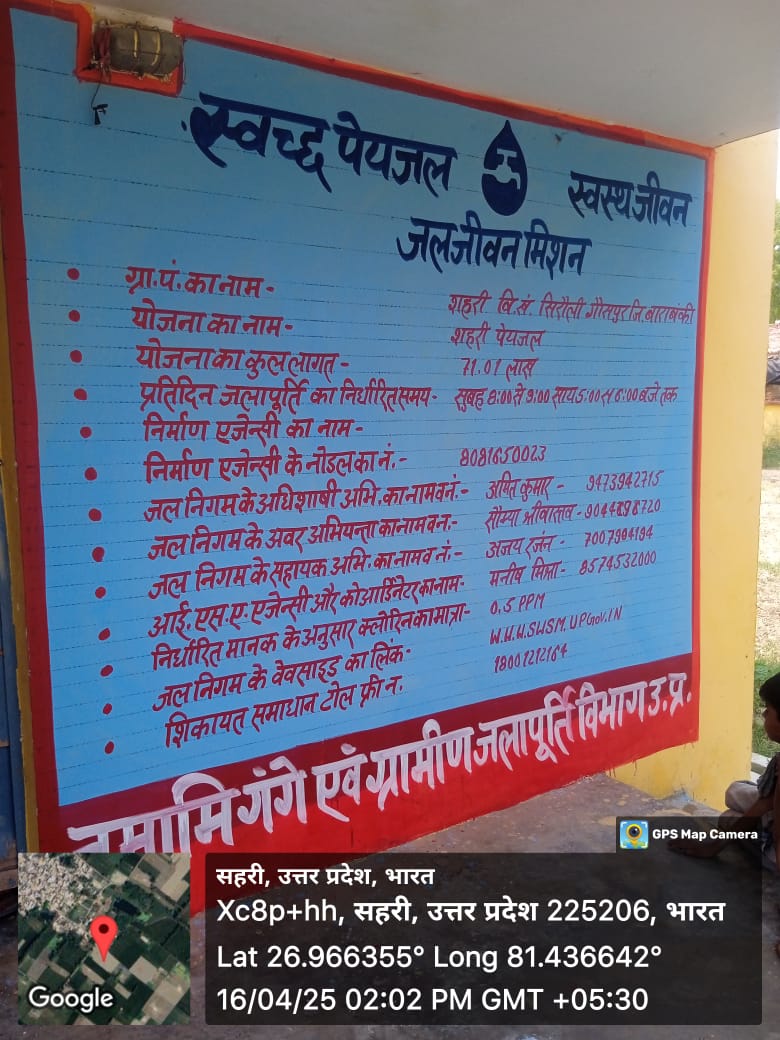 स्वच्छ पेयजल स्वस्थ जीवन
जल जीवन मिशन
ग्रा.पं. का नाम - शहरी वि.सं. सिरौली गौसपुर जि. बाराबंकी
योजना का नाम - शहरी पेयजल
योजना का कुल लागत - 71.01 लाख
प्रतिदिन जलापूर्ति का निर्धारित समय - सुबह 8:00 से 9:00 सायं 5:00 से 6:00 बजे तक
निर्माण एजेन्सी का नाम -
निर्माण एजेन्सी के नोडल का नं. - 8081650023
जल निगम के अधिशाषी अभि. का नाम व नं. - अमित कुमार - 9473942715
जल निगम के अवर अभियन्ता का नाम व न. - सौम्या श्रीवास्तव -
जल निगम के सहायक अभि. का नाम व नं. - अजय रंजन - 7007904194
आई. एस. ए. एजेन्सी और कोआर्डिनेटर का नाम - मनीष मिश्रा - 8574532000
निर्धारित मानक के अनुसार क्लोरिन का मात्रा - 0.5 PPM
जल निगम के वेवसाइड का लिंक - W.W.W.SWSM.UPGov.IN
शिकायत समाधान टोल फ्री न. 18001212164
नमामि गंगे एवं ग्रामीण जलापूर्ति विभाग उ.प्र.
GPS Map Camera
सहरी, उत्तर प्रदेश, भारत
Xc8p+hh, सहरी, उत्तर प्रदेश 225206, भारत
Lat 26.966355° Long 81.436642°
16/04/25 02:02 PM GMT +05:30
Google